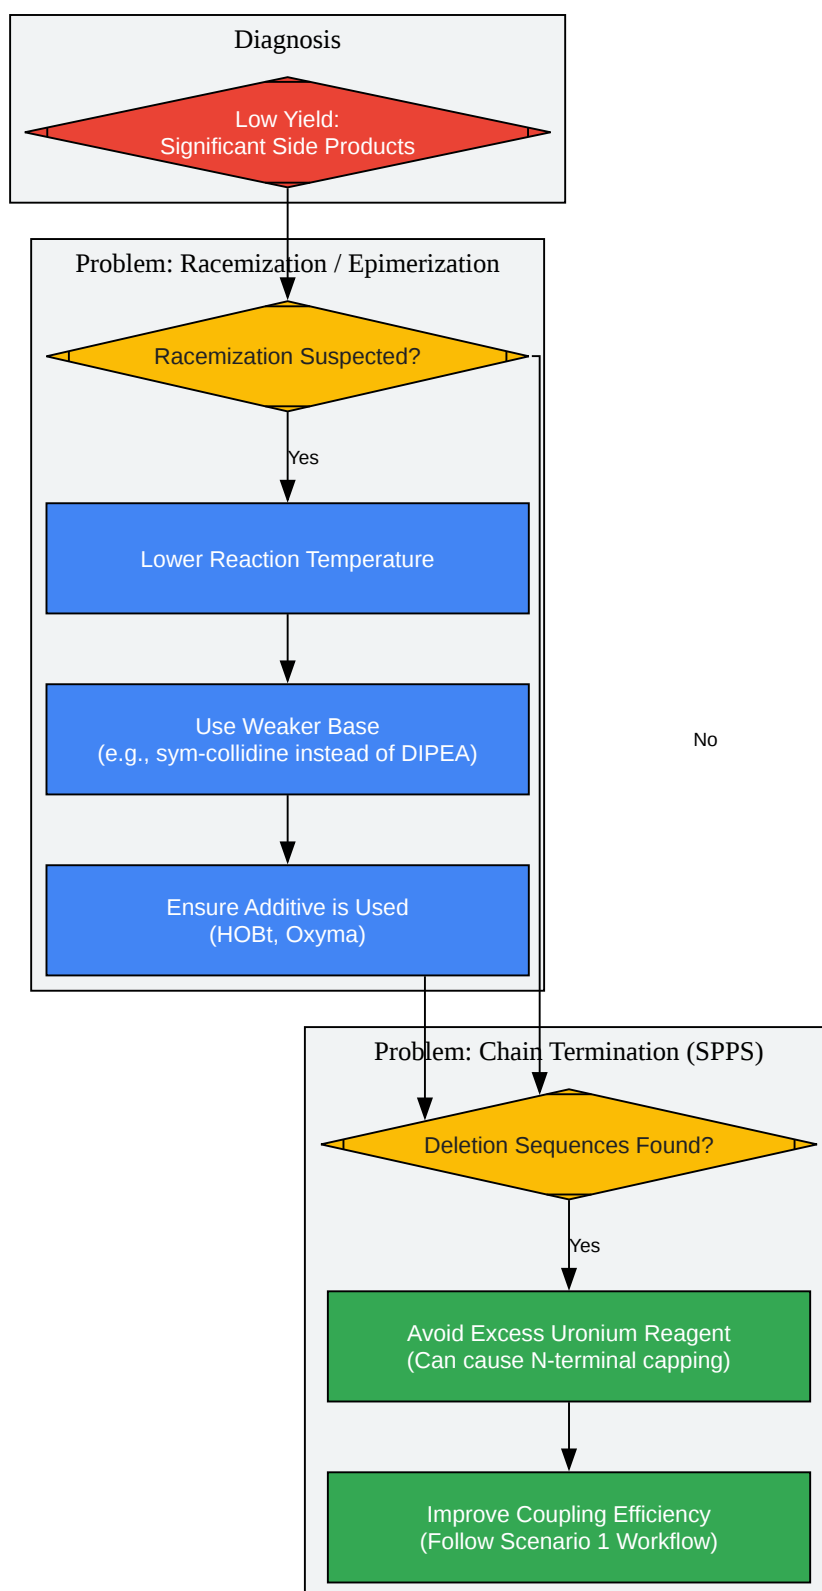 Diagnosis
Low Yield:
Significant Side Products
Problem: Racemization / Epimerization
Racemization Suspected?
Yes
Lower Reaction Temperature
Use Weaker Base
(e.g., sym-collidine instead of DIPEA)
No
Ensure Additive is Used
(HOBt, Oxyma)
Problem: Chain Termination (SPPS)
Deletion Sequences Found?
Yes
Avoid Excess Uronium Reagent
(Can cause N-terminal capping)
Improve Coupling Efficiency
(Follow Scenario 1 Workflow)